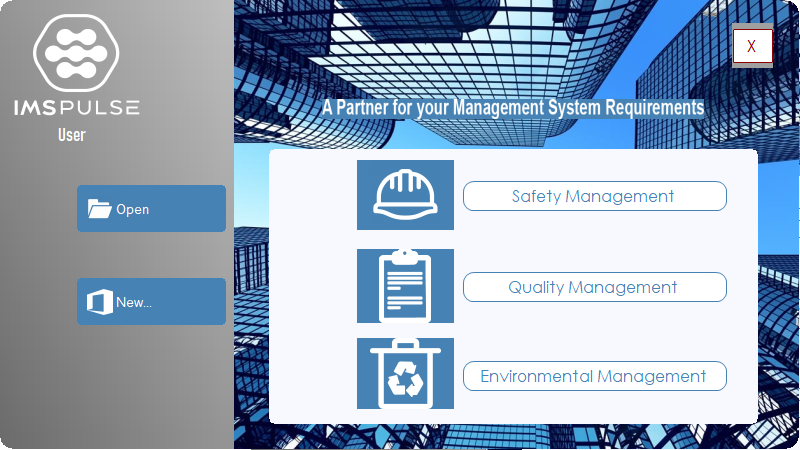 IMSPULSE
User
Open
New...
X
A Partner for your Management System Requirements
Safety Management
Quality Management
Environmental Management